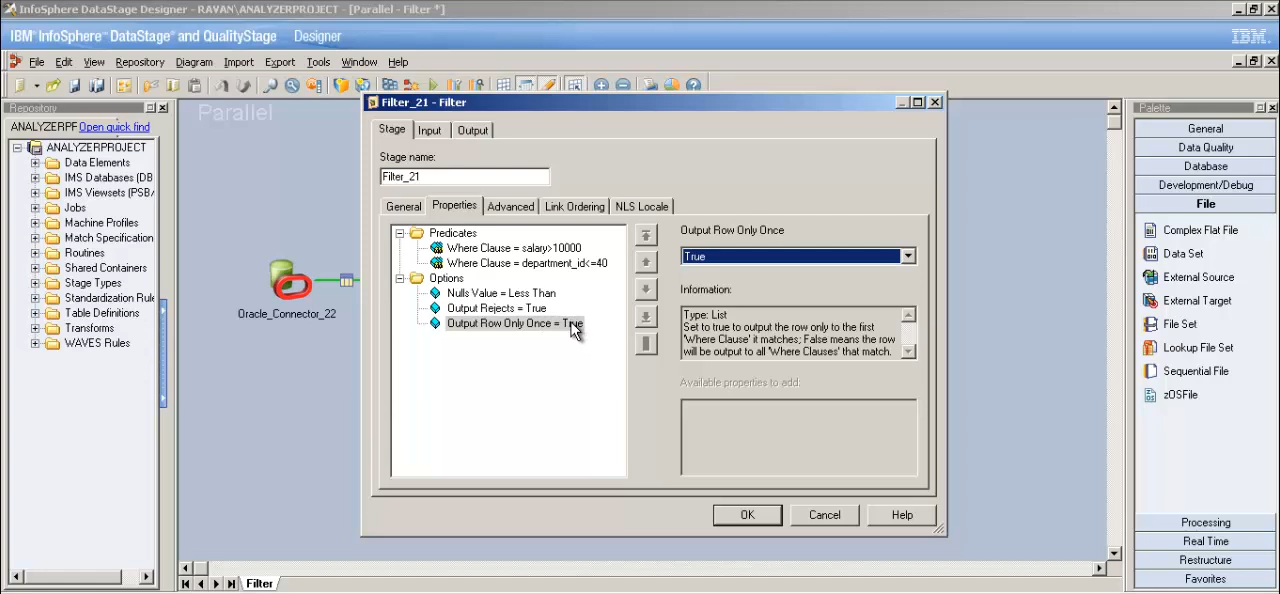 InfoSphere DataStage Designer - RAVAN\ANALYZERPROJECT - [Parallel - Filter *]
IBM® InfoSphere™ DataStage® and QualityStage Designer
IBM.
File Edit View Repository Diagram Import Export Tools Window Help
Repository
ANALYZERPF Open quick find
ANALYZERPROJECT
Data Elements
IMS Databases (DB
IMS Viewsets (PSB/
Jobs
Machine Profiles
Match Specification
Routines
Shared Containers
Stage Types
Standardization Rule
Table Definitions
Transforms
WAVES Rules
Parallel
Oracle_Connector_22
Filter
Filter_21 - Filter
Stage Input Output
Stage name:
Filter_21
General Properties Advanced Link Ordering NLS Locale
Predicates
Where Clause = salary>10000
Where Clause = department_id<=40
Options
Nulls Value = Less Than
Output Rejects = True
Output Row Only Once = True
Output Row Only Once
True
Information:
Type: List
Set to true to output the row only to the first
'Where Clause' it matches; False means the row
will be output to all 'Where Clauses' that match.
Available properties to add:
OK Cancel Help
Palette
General
Data Quality
Database
Development/Debug
File
Complex Flat File
Data Set
External Source
External Target
File Set
Lookup File Set
Sequential File
zOSFile
Processing
Real Time
Restructure
Favorites